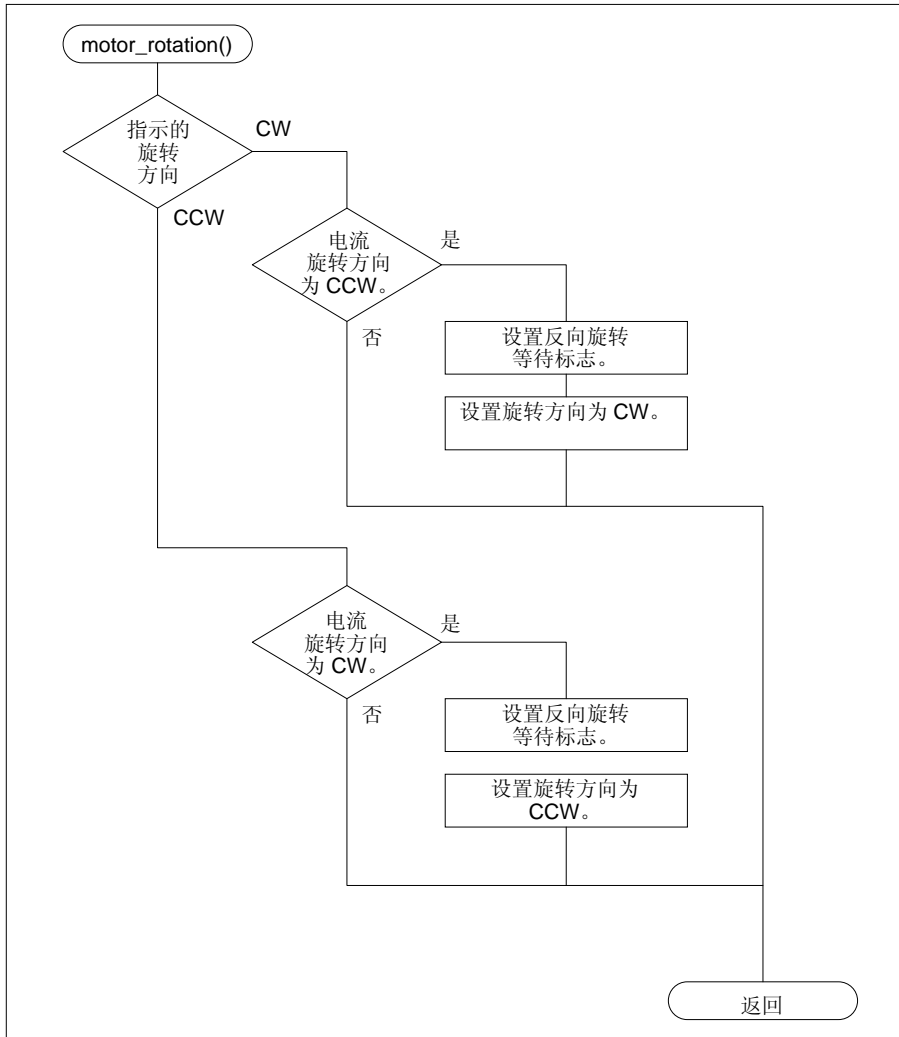 motor_rotation()
指示的
旋转
方向
CW
CCW
电流
旋转方向
为 CCW。
是
否
设置反向旋转
等待标志。
设置旋转方向为 CW。
电流
旋转方向
为 CW。
是
否
设置反向旋转
等待标志。
设置旋转方向为
CCW。
返回